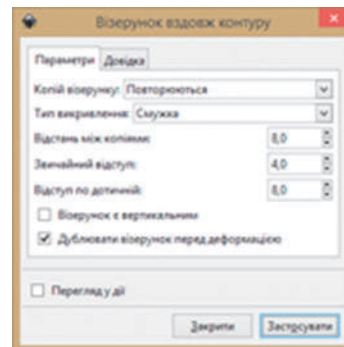 Візерунок вздовж контуру
Параметри Довідка
Копії візерунку: Повторюються
Тип викривлення: Смужка
Відстань між копіями: 8,0
Звичайний відступ: 4,0
Відступ по дотичній: 8,0
Візерунок є вертикальним
Дублювати візерунок перед деформацією
Перегляд у дії
Закрити Застосувати